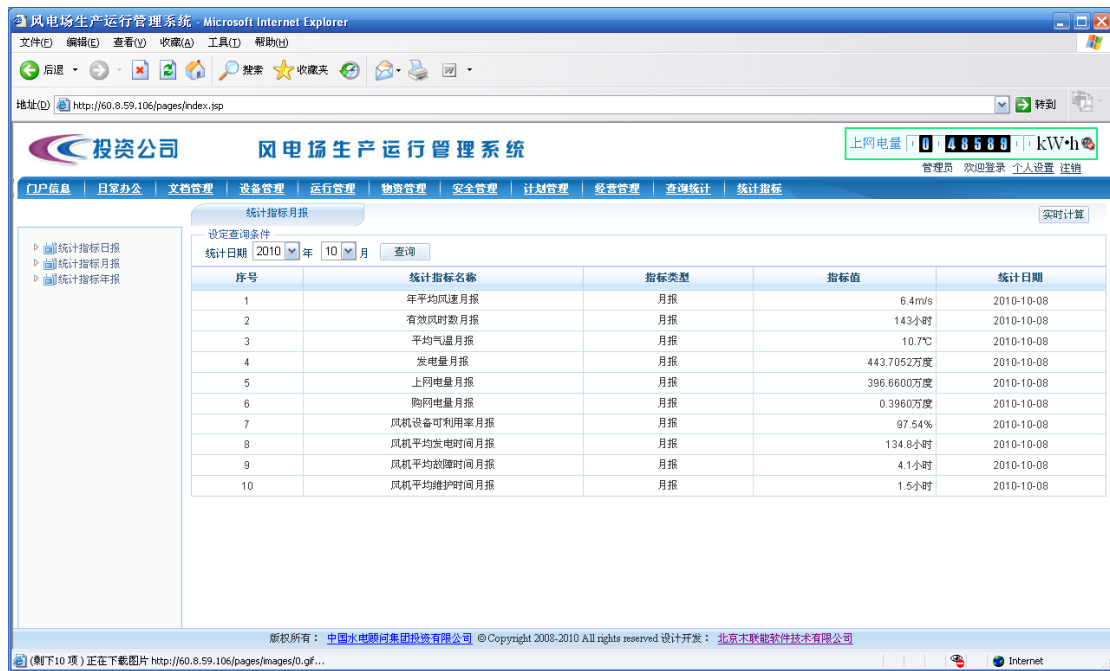 风电场生产运行管理系统 - Microsoft Internet Explorer
文件(F) 编辑(E) 查看(V) 收藏(A) 工具(T) 帮助(H)
后退 搜索 收藏夹
地址(D) http://60.8.59.106/pages/index.jsp 转到
投资公司 风电场生产运行管理系统 上网电量 0 48589 kW•h
管理员 欢迎登录 个人设置 注销
门户信息 日常办公 文档管理 设备管理 运行管理 物资管理 安全管理 计划管理 经营管理 查询统计 统计指标
统计指标月报 实时计算
统计指标日报
统计指标月报
统计指标年报
设定查询条件
统计日期 2010 年 10 月 查询
序号 统计指标名称 指标类型 指标值 统计日期
1 年平均风速月报 月报 6.4m/s 2010-10-08
2 有效风时数月报 月报 143小时 2010-10-08
3 平均气温月报 月报 10.7℃ 2010-10-08
4 发电量月报 月报 443.7052万度 2010-10-08
5 上网电量月报 月报 396.6600万度 2010-10-08
6 购网电量月报 月报 0.3960万度 2010-10-08
7 风机设备可利用率月报 月报 97.54% 2010-10-08
8 风机平均发电时间月报 月报 134.8小时 2010-10-08
9 风机平均故障时间月报 月报 4.1小时 2010-10-08
10 风机平均维护时间月报 月报 1.5小时 2010-10-08
版权所有： 中国水电顾问集团投资有限公司 ©Copyright 2008-2010 All rights reserved 设计开发： 北京木联能软件技术有限公司
(剩下10 项) 正在下载图片 http://60.8.59.106/pages/images/0.gif... Internet